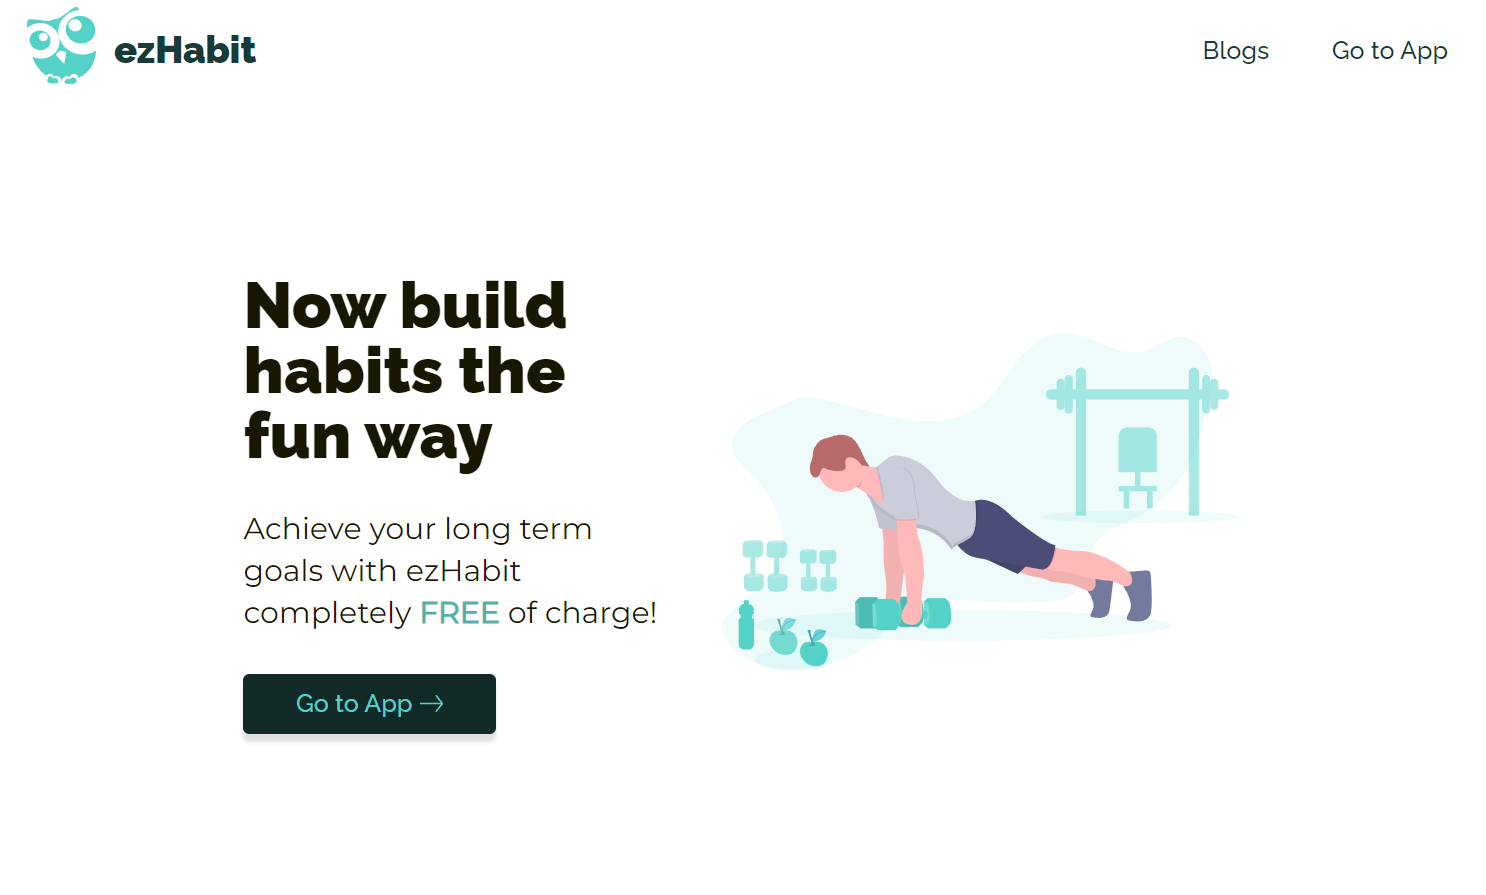 ezHabit
Blogs
Go to App
Now build
habits the
fun way
Achieve your long term
goals with ezHabit
completely FREE of charge!
Go to App →